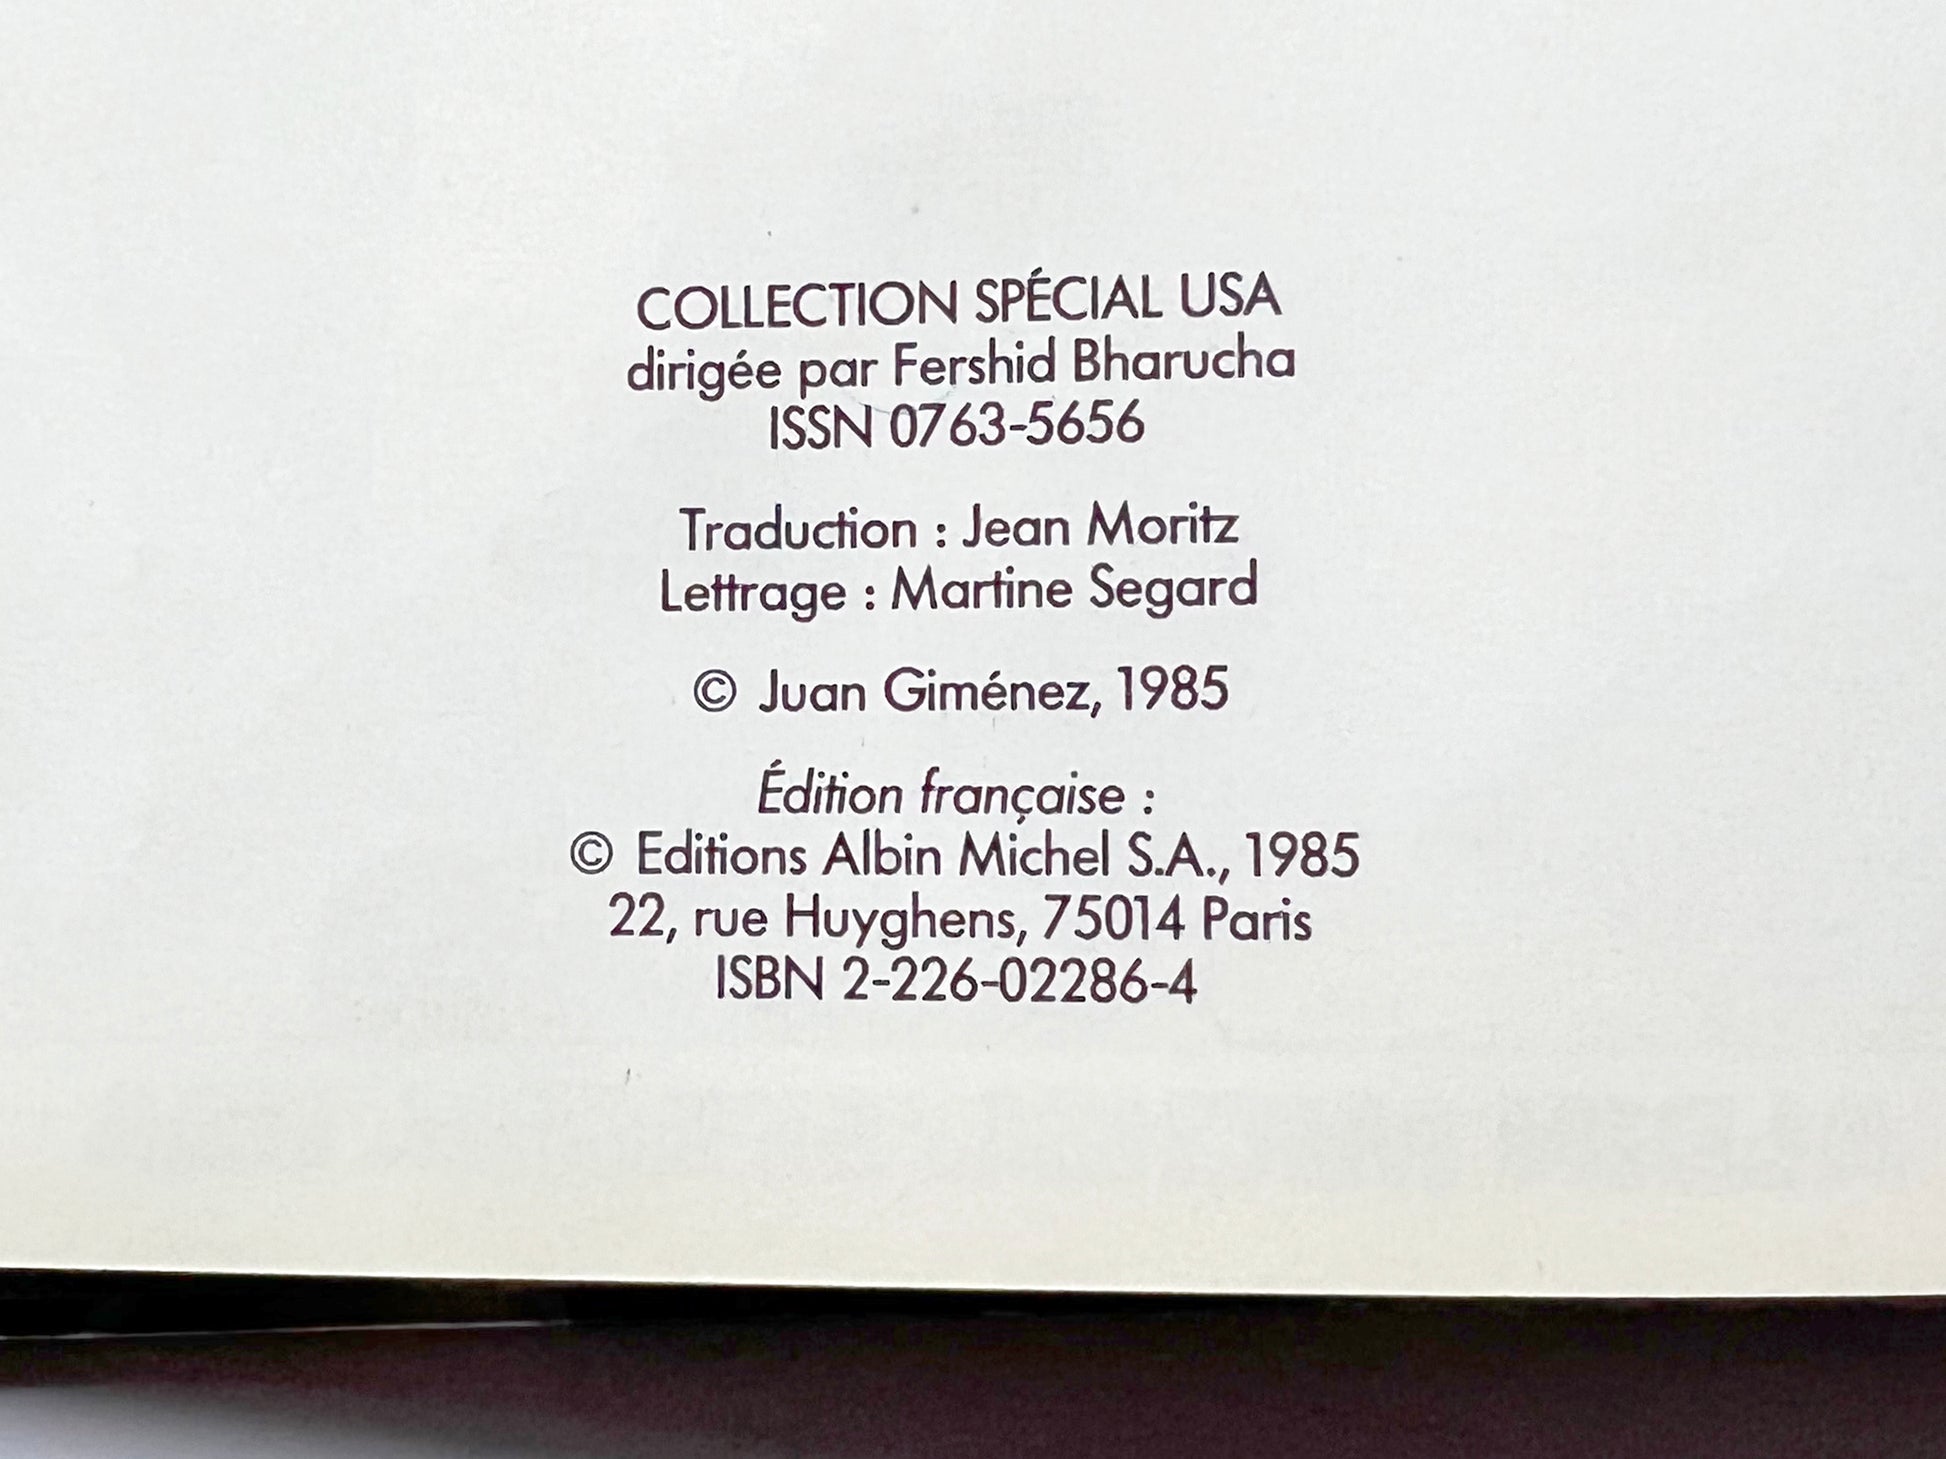 COLLECTION SPÉCIAL USA
dirigée par Fershid Bharucha
ISSN 0763-5656
Traduction : Jean Moritz
Lettrage : Martine Segard
© Juan Giménez, 1985
Édition française :
© Editions Albin Michel S.A., 1985
22, rue Huyghens, 75014 Paris
ISBN 2-226-02286-4